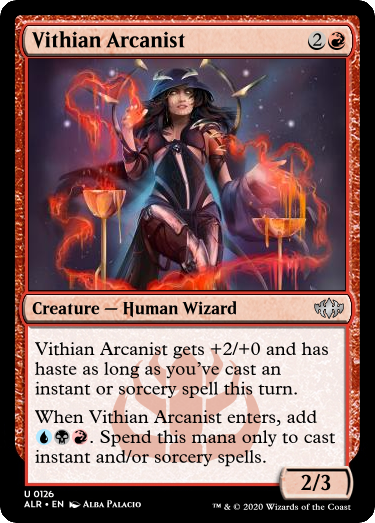 Vithian Arcanist 2
Creature — Human Wizard
Vithian Arcanist gets +2/+0 and has
haste as long as you've cast an
instant or sorcery spell this turn.
When Vithian Arcanist enters, add
. Spend this mana only to cast
instant and/or sorcery spells.
2/3
U 0126
ALR • EN Alba Palacio
™ & © 2020 Wizards of the Coast